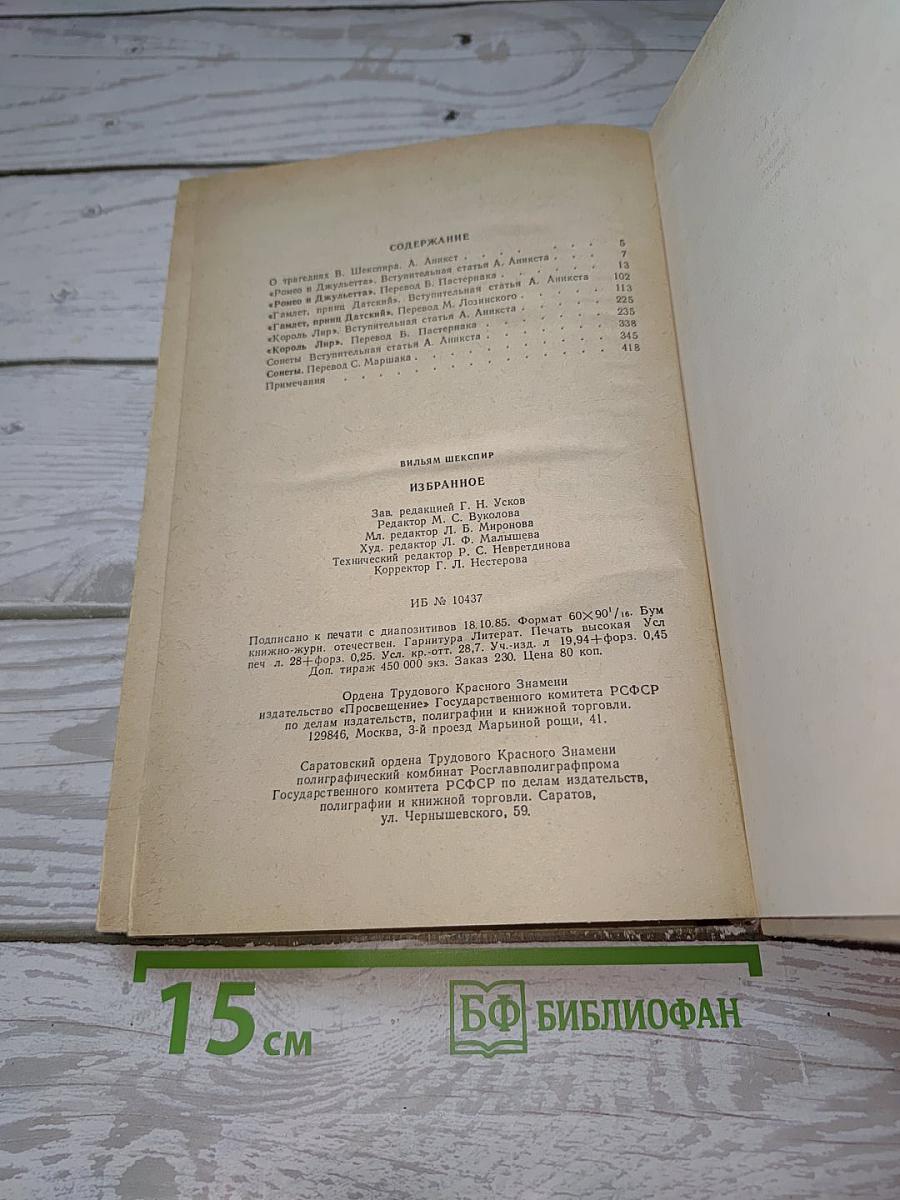 СОДЕРЖАНИЕ
О трагедиях В. Шекспира. А. Аникст . . . . . . . 5
«Ромео и Джульетта». Вступительная статья А. Аникста . . . 7
«Ромео и Джульетта». Перевод Б. Пастернака . . . . . 13
«Гамлет, принц Датский». Вступительная статья А. Аникста 102
«Гамлет, принц Датский». Перевод М. Лозинского . . . . 113
«Король Лир». Вступительная статья А. Аникста . . . . 225
«Король Лир». Перевод Б. Пастернака . . . . . . 235
Сонеты Вступительная статья А. Аникста . . . . . . 338
Сонеты. Перевод С. Маршака . . . . . . . . 345
Примечания . . . . . . . . . . . . 418
ВИЛЬЯМ ШЕКСПИР
ИЗБРАННОЕ
Зав. редакцией Г. Н. Усков
Редактор М. С. Вуколова
Мл. редактор Л. Б. Миронова
Худ. редактор Л. Ф. Малышева
Технический редактор Р. С. Невретдинова
Корректор Г. Л. Нестерова
ИБ № 10437
Подписано к печати с диапозитивов 18.10.85. Формат 60×90¹/₁₆. Бум
книжно-журн. отечествен. Гарнитура Литерат. Печать высокая Усл
печ л. 28+форз. 0,25. Усл. кр.-отт. 28,7. Уч.-изд. л 19,94+форз. 0,45
Доп. тираж 450 000 экз. Заказ 230. Цена 80 коп.
Ордена Трудового Красного Знамени
издательство «Просвещение» Государственного комитета РСФСР
по делам издательств, полиграфии и книжной торговли.
129846, Москва, 3-й проезд Марьиной рощи, 41.
Саратовский ордена Трудового Красного Знамени
полиграфический комбинат Росглавполиграфпрома
Государственного комитета РСФСР по делам издательств,
полиграфии и книжной торговли. Саратов,
ул. Чернышевского, 59.
15 см
БФ БИБЛИОФАН